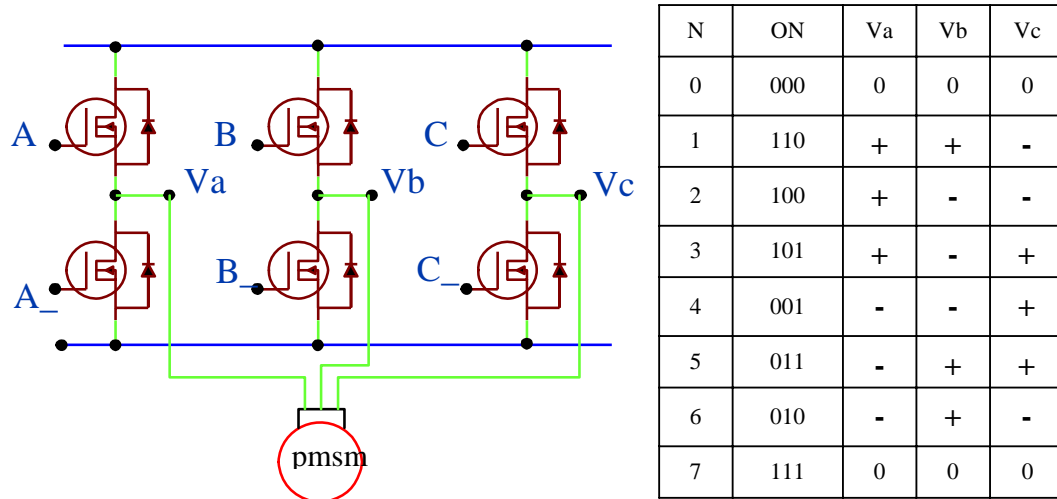 A
B
C
Va
Vb
Vc
A_
B_
C_
pmsm
N ON Va Vb Vc
0 000 0 0 0
1 110 + + -
2 100 + - -
3 101 + - +
4 001 - - +
5 011 - + +
6 010 - + -
7 111 0 0 0